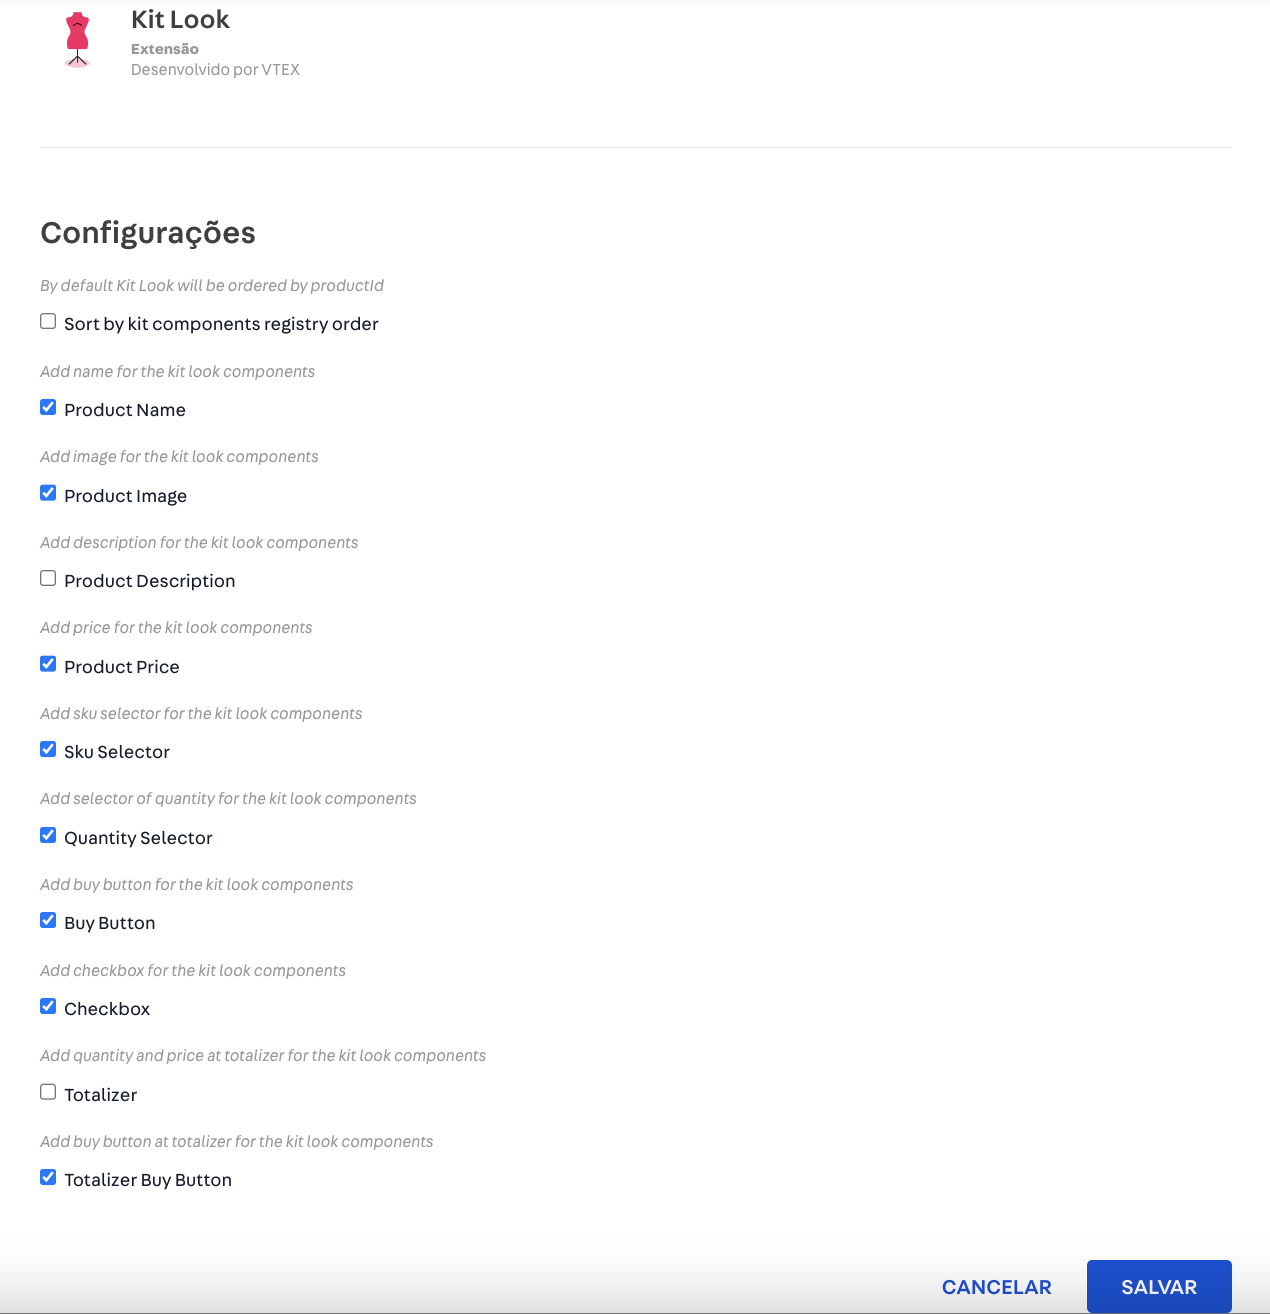 Kit Look
Extensão
Desenvolvido por VTEX
Configurações
By default Kit Look will be ordered by productId
Sort by kit components registry order
Add name for the kit look components
Product Name
Add image for the kit look components
Product Image
Add description for the kit look components
Product Description
Add price for the kit look components
Product Price
Add sku selector for the kit look components
Sku Selector
Add selector of quantity for the kit look components
Quantity Selector
Add buy button for the kit look components
Buy Button
Add checkbox for the kit look components
Checkbox
Add quantity and price at totalizer for the kit look components
Totalizer
Add buy button at totalizer for the kit look components
Totalizer Buy Button
CANCELAR SALVAR